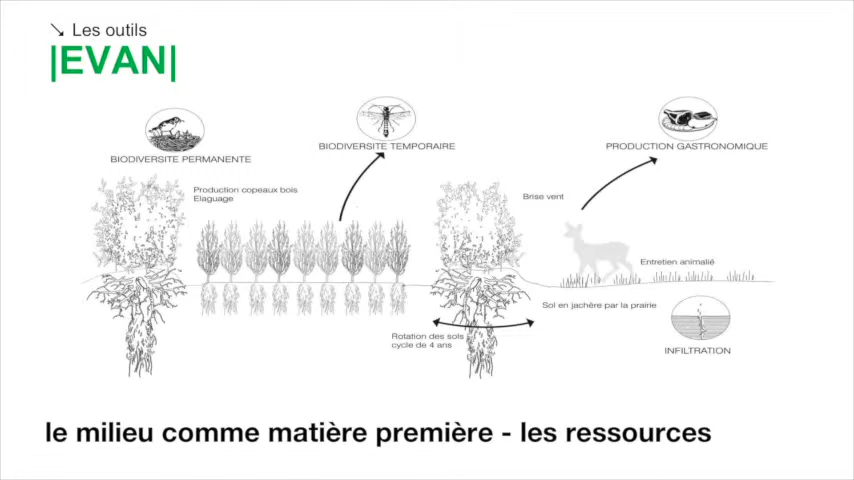 ↘ Les outils
|EVAN|
BIODIVERSITE PERMANENTE
BIODIVERSITE TEMPORAIRE
PRODUCTION GASTRONOMIQUE
Production copeaux bois
Elaguage
Brise vent
Entretien animalié
Sol en jachère par la prairie
Rotation des sols
cycle de 4 ans
INFILTRATION
le milieu comme matière première - les ressources